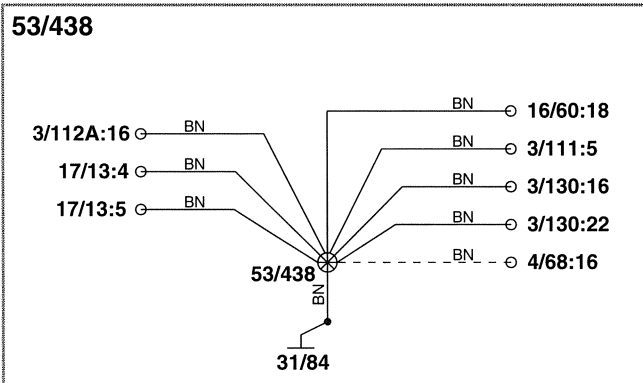 53/438
3/112A:16 BN
17/13:4 BN
17/13:5 BN
BN 16/60:18
BN 3/111:5
BN 3/130:16
BN 3/130:22
BN 4/68:16
53/438
BN
31/84